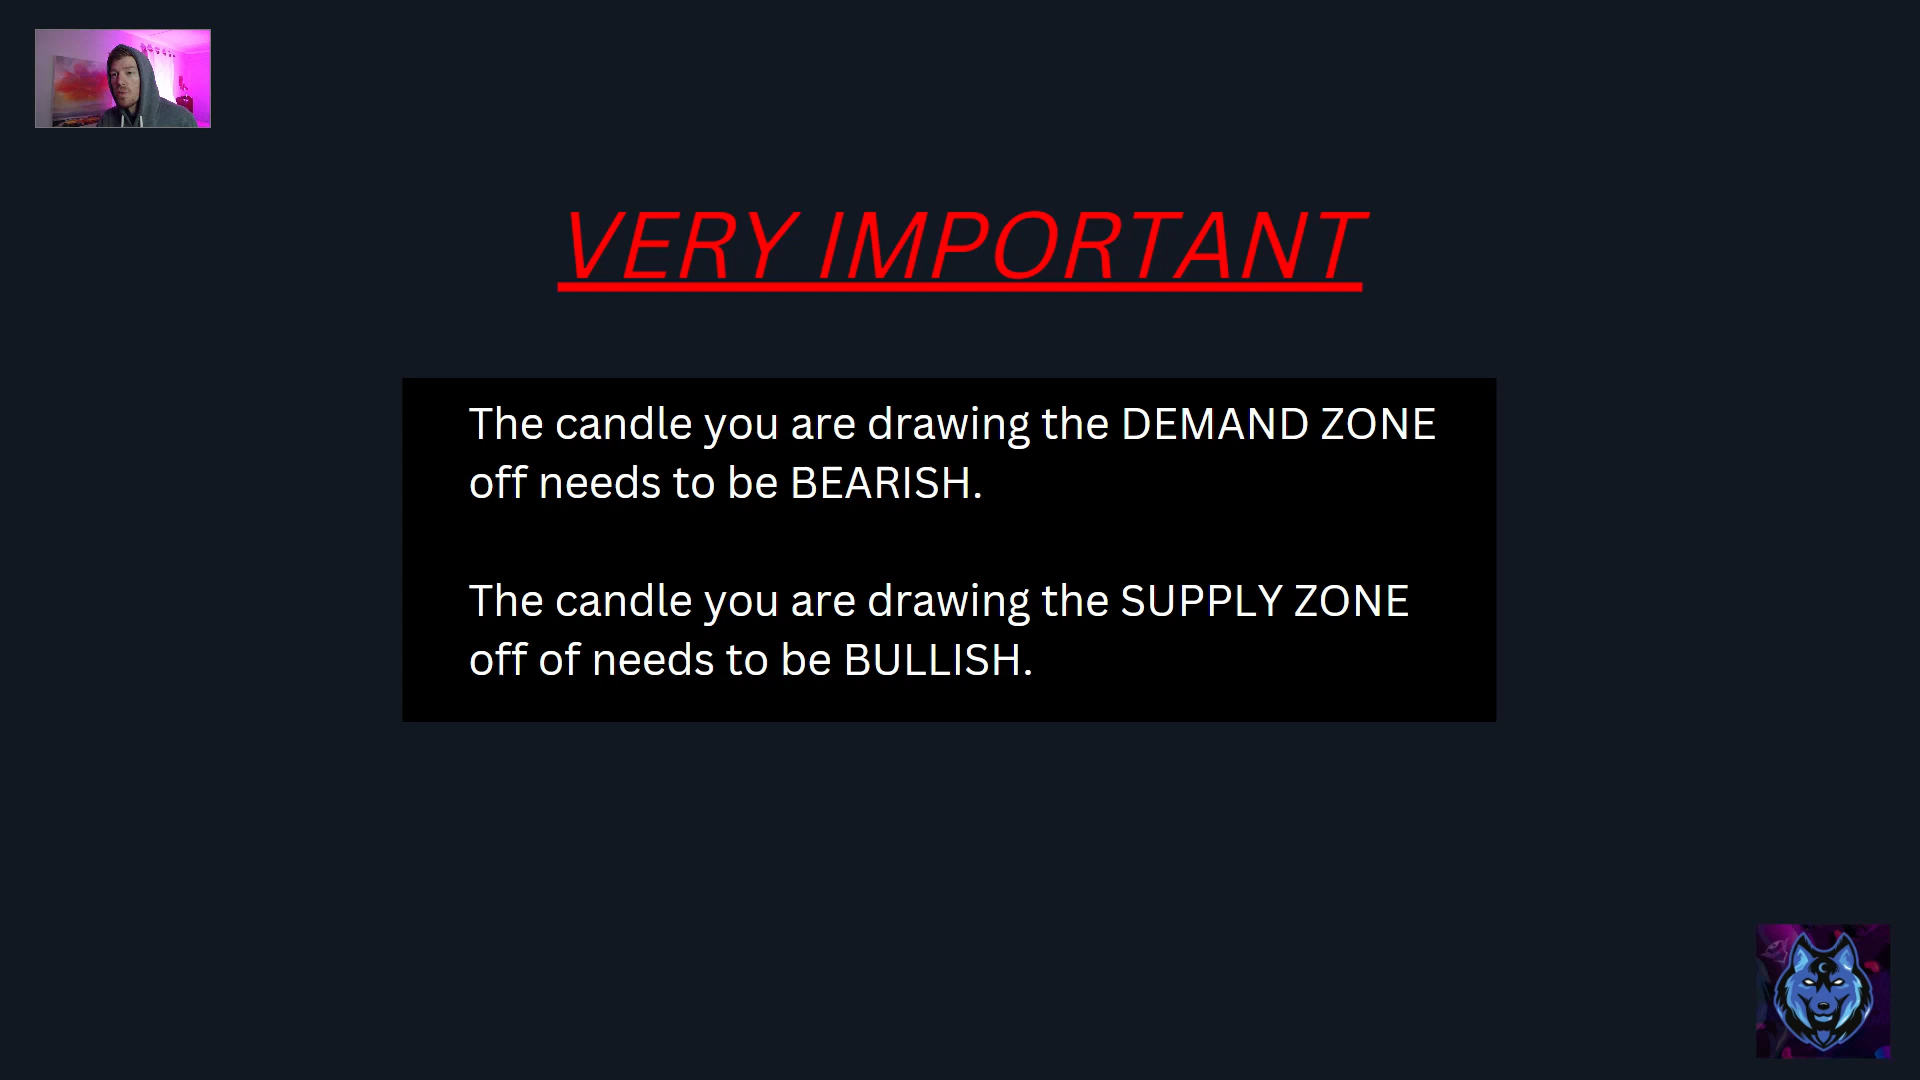 VERY IMPORTANT
The candle you are drawing the DEMAND ZONE
off needs to be BEARISH.
The candle you are drawing the SUPPLY ZONE
off of needs to be BULLISH.